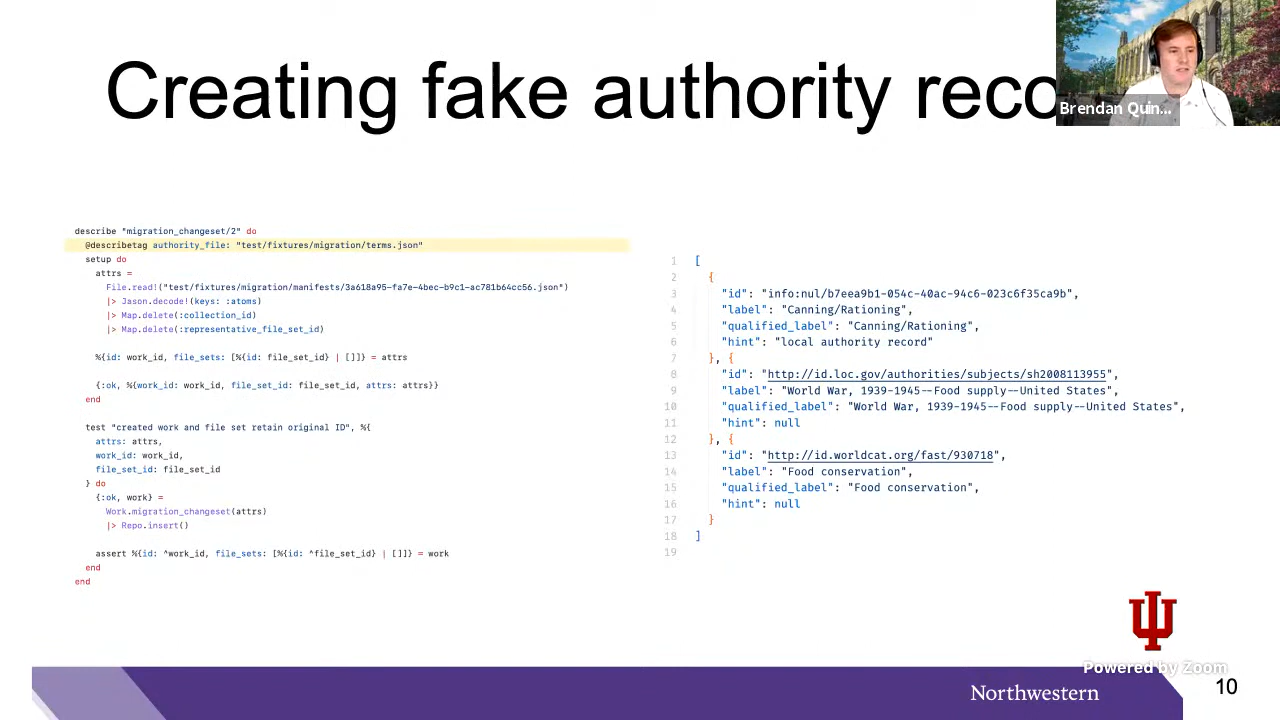 Creating fake authority reco
Brendan Quin...
describe "migration_changeset/2" do
@describetag authority_file: "test/fixtures/migration/terms.json"
setup do
attrs =
File.read!("test/fixtures/migration/manifests/3a618a95-fa7e-4bec-b9c1-ac781b64cc56.json")
|> Jason.decode!(keys: :atoms)
|> Map.delete(:collection_id)
|> Map.delete(:representative_file_set_id)
%{id: work_id, file_sets: [%{id: file_set_id} | []]} = attrs
{:ok, %{work_id: work_id, file_set_id: file_set_id, attrs: attrs}}
end
test "created work and file set retain original ID", %{
attrs: attrs,
work_id: work_id,
file_set_id: file_set_id
} do
{:ok, work} =
Work.migration_changeset(attrs)
|> Repo.insert()
assert %{id: ^work_id, file_sets: [%{id: ^file_set_id} | []]} = work
end
end
1 [
2 {
3 "id": "info:nul/b7eea9b1-054c-40ac-94c6-023c6f35ca9b",
4 "label": "Canning/Rationing",
5 "qualified_label": "Canning/Rationing",
6 "hint": "local authority record"
7 }, {
8 "id": "http://id.loc.gov/authorities/subjects/sh2008113955",
9 "label": "World War, 1939-1945--Food supply--United States",
10 "qualified_label": "World War, 1939-1945--Food supply--United States",
11 "hint": null
12 }, {
13 "id": "http://id.worldcat.org/fast/930718",
14 "label": "Food conservation",
15 "qualified_label": "Food conservation",
16 "hint": null
17 }
18 ]
19
Powered by Zoom
Northwestern
10